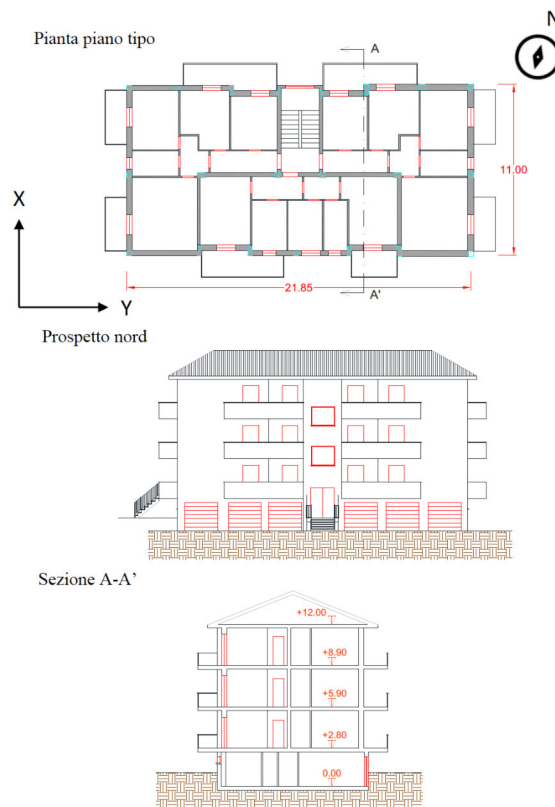 Pianta piano tipo
N
A
11.00
X
Y
21.85
A'
Prospetto nord
Sezione A-A'
+12.00
+8.90
+5.90
+2.80
0.00